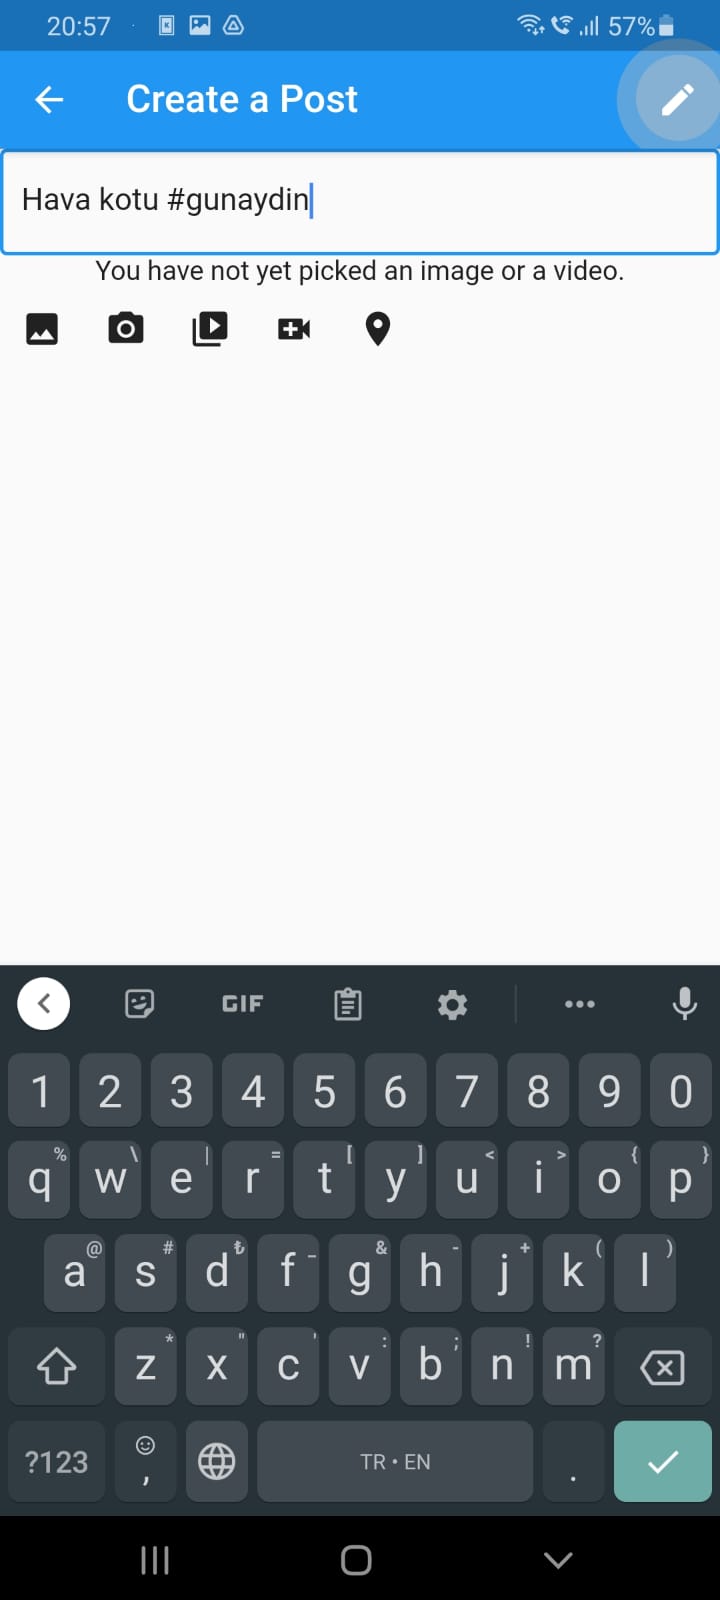 20:57 57%
Create a Post
Hava kotu #gunaydin
You have not yet picked an image or a video.
GIF
1 2 3 4 5 6 7 8 9 0
% \ | = [ ] < > { }
q w e r t y u i o p
@ # ₺ _ & - + ( )
a s d f g h j k l
* " ' : ; ! ?
z x c v b n m
?123 , TR • EN .